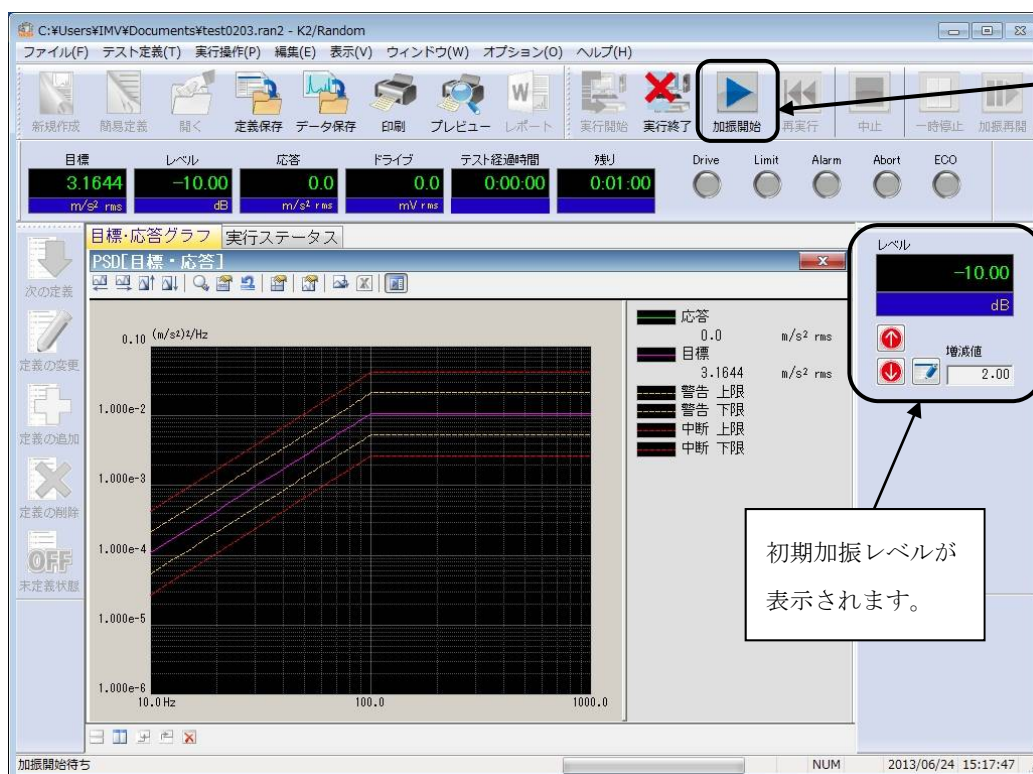 C:¥Users¥IMV¥Documents¥test0203.ran2 - K2/Random
ファイル(F) テスト定義(T) 実行操作(P) 編集(E) 表示(V) ウィンドウ(W) オプション(O) ヘルプ(H)
新規作成 簡易定義 開く 定義保存 データ保存 印刷 プレビュー レポート 実行開始 実行終了 加振開始 再実行 中止 一時停止 加振再開
目標 レベル 応答 ドライブ テスト経過時間 残り Drive Limit Alarm Abort ECO
3.1644 -10.00 0.0 0.0 0:00:00 0:01:00
m/s² rms dB m/s² rms mV rms
次の定義
定義の変更
定義の追加
定義の削除
OFF
未定義状態
目標・応答グラフ 実行ステータス
PSD[目標・応答]
0.10 (m/s²)²/Hz
1.000e-2
1.000e-3
1.000e-4
1.000e-5
1.000e-6
10.0 Hz 100.0 1000.0
応答
0.0 m/s² rms
目標
3.1644 m/s² rms
警告 上限
警告 下限
中断 上限
中断 下限
レベル
-10.00
dB
増減値
2.00
初期加振レベルが
表示されます。
加振開始待ち NUM 2013/06/24 15:17:47